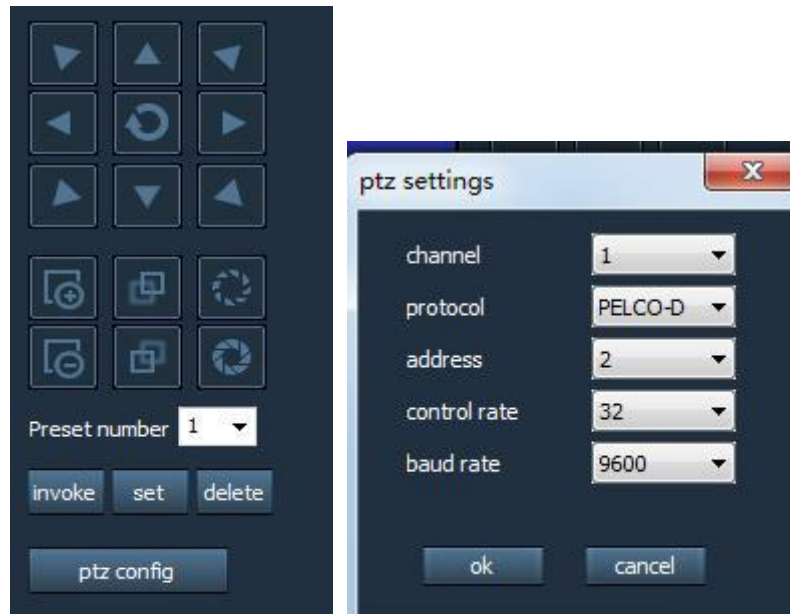 Preset number 1
invoke set delete
ptz config
ptz settings
channel 1
protocol PELCO-D
address 2
control rate 32
baud rate 9600
ok cancel